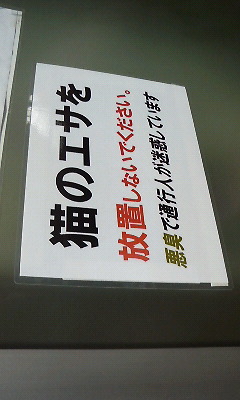 猫のエサを
放置しないでください。
悪臭で通行人が迷惑しています